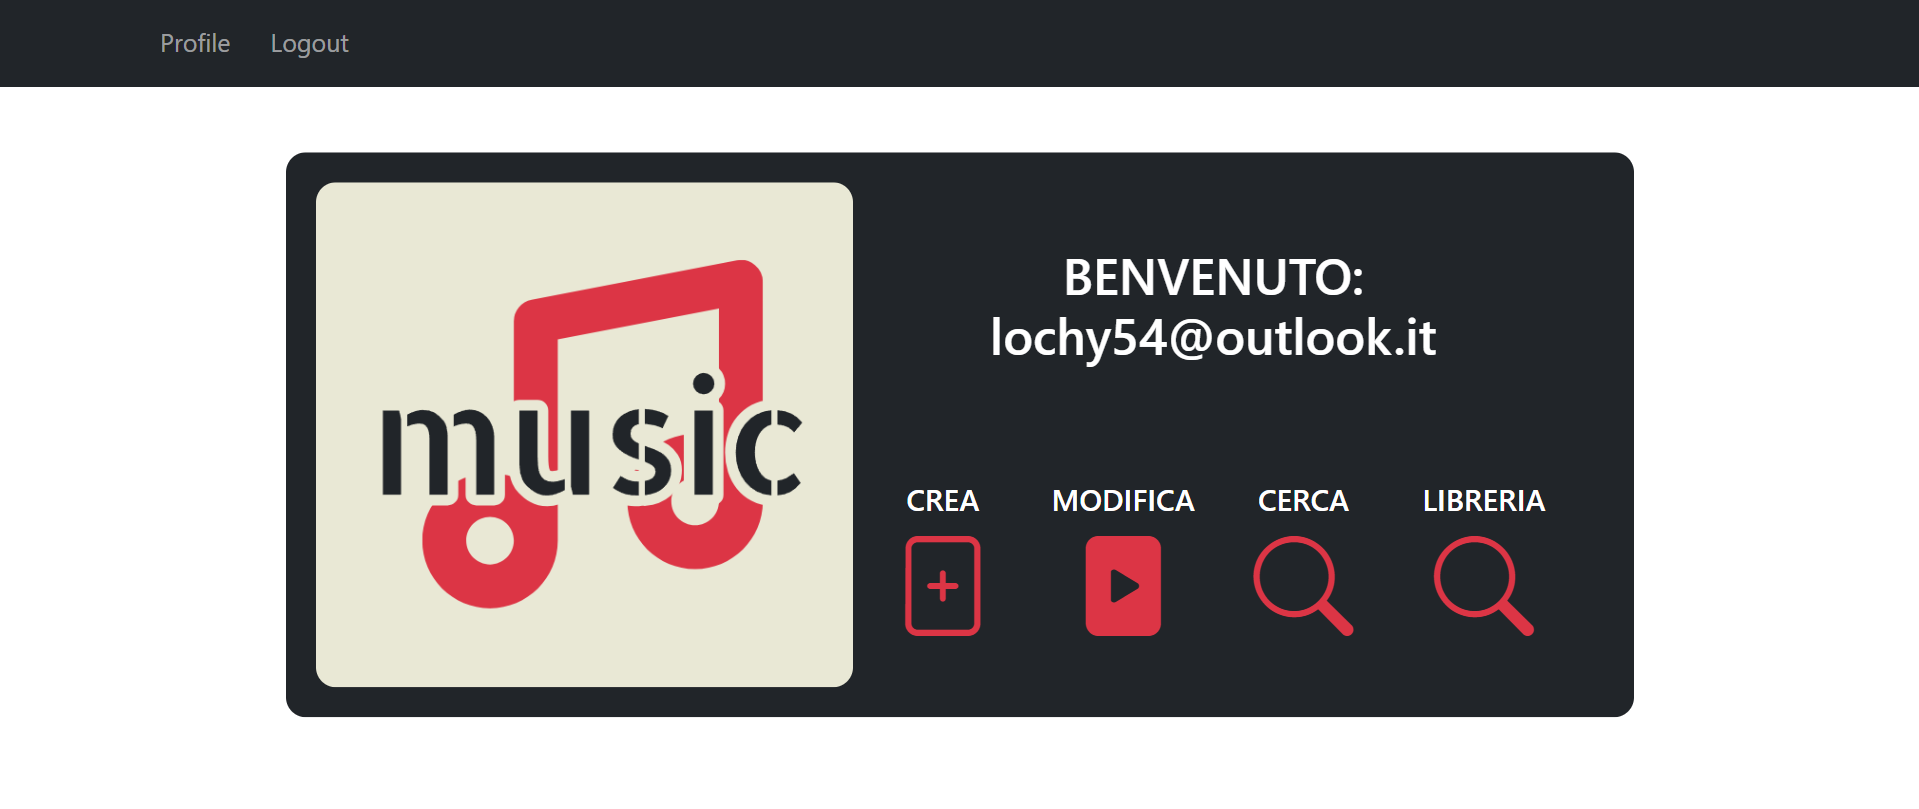 Profile Logout
music
BENVENUTO:
lochy54@outlook.it
CREA MODIFICA CERCA LIBRERIA